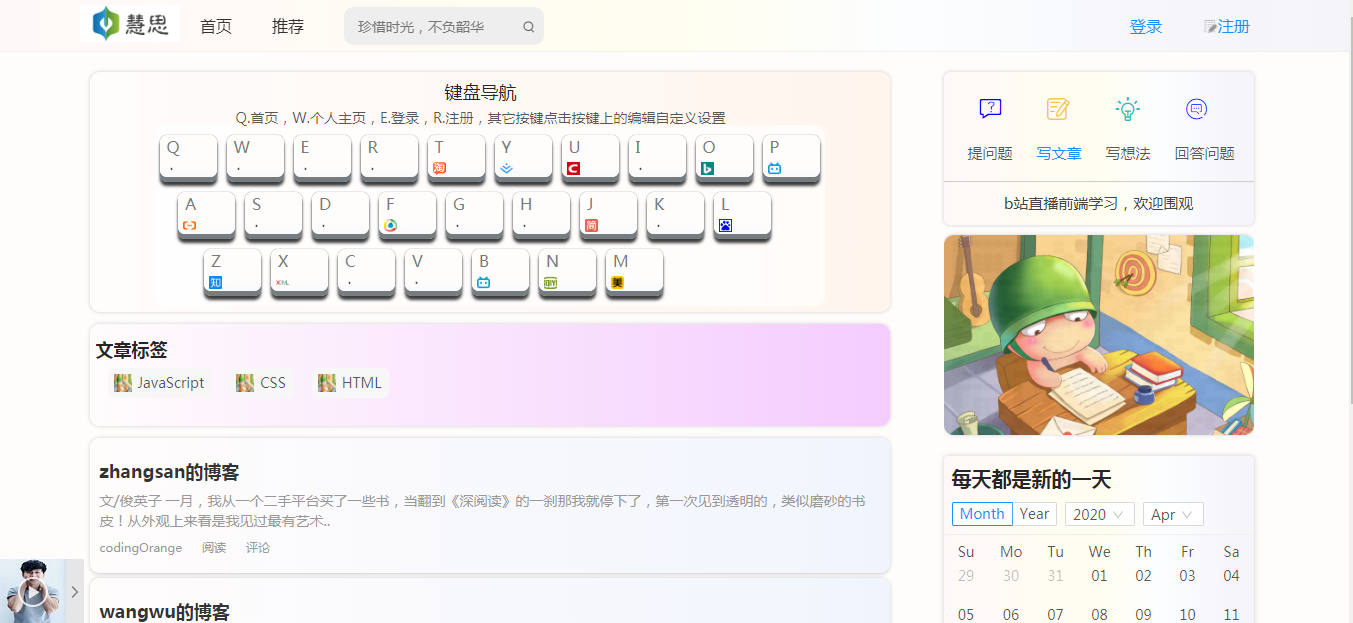 慧思 首页 推荐 珍惜时光，不负韶华 登录 注册
键盘导航
Q.首页，W.个人主页，E.登录，R.注册，其它按键点击按键上的编辑自定义设置
Q W E R T Y U I O P
淘
A S D F G H J K L
简
Z X C V B N M
知 XML DIY 美
文章标签
JavaScript CSS HTML
zhangsan的博客
文/俊英子 一月，我从一个二手平台买了一些书，当翻到《深阅读》的一刹那我就停下了，第一次见到透明的，类似磨砂的书
皮！从外观上来看是我见过最有艺术..
codingOrange 阅读 评论
wangwu的博客
提问题 写文章 写想法 回答问题
b站直播前端学习，欢迎围观
每天都是新的一天
Month Year 2020 Apr
Su Mo Tu We Th Fr Sa
29 30 31 01 02 03 04
05 06 07 08 09 10 11